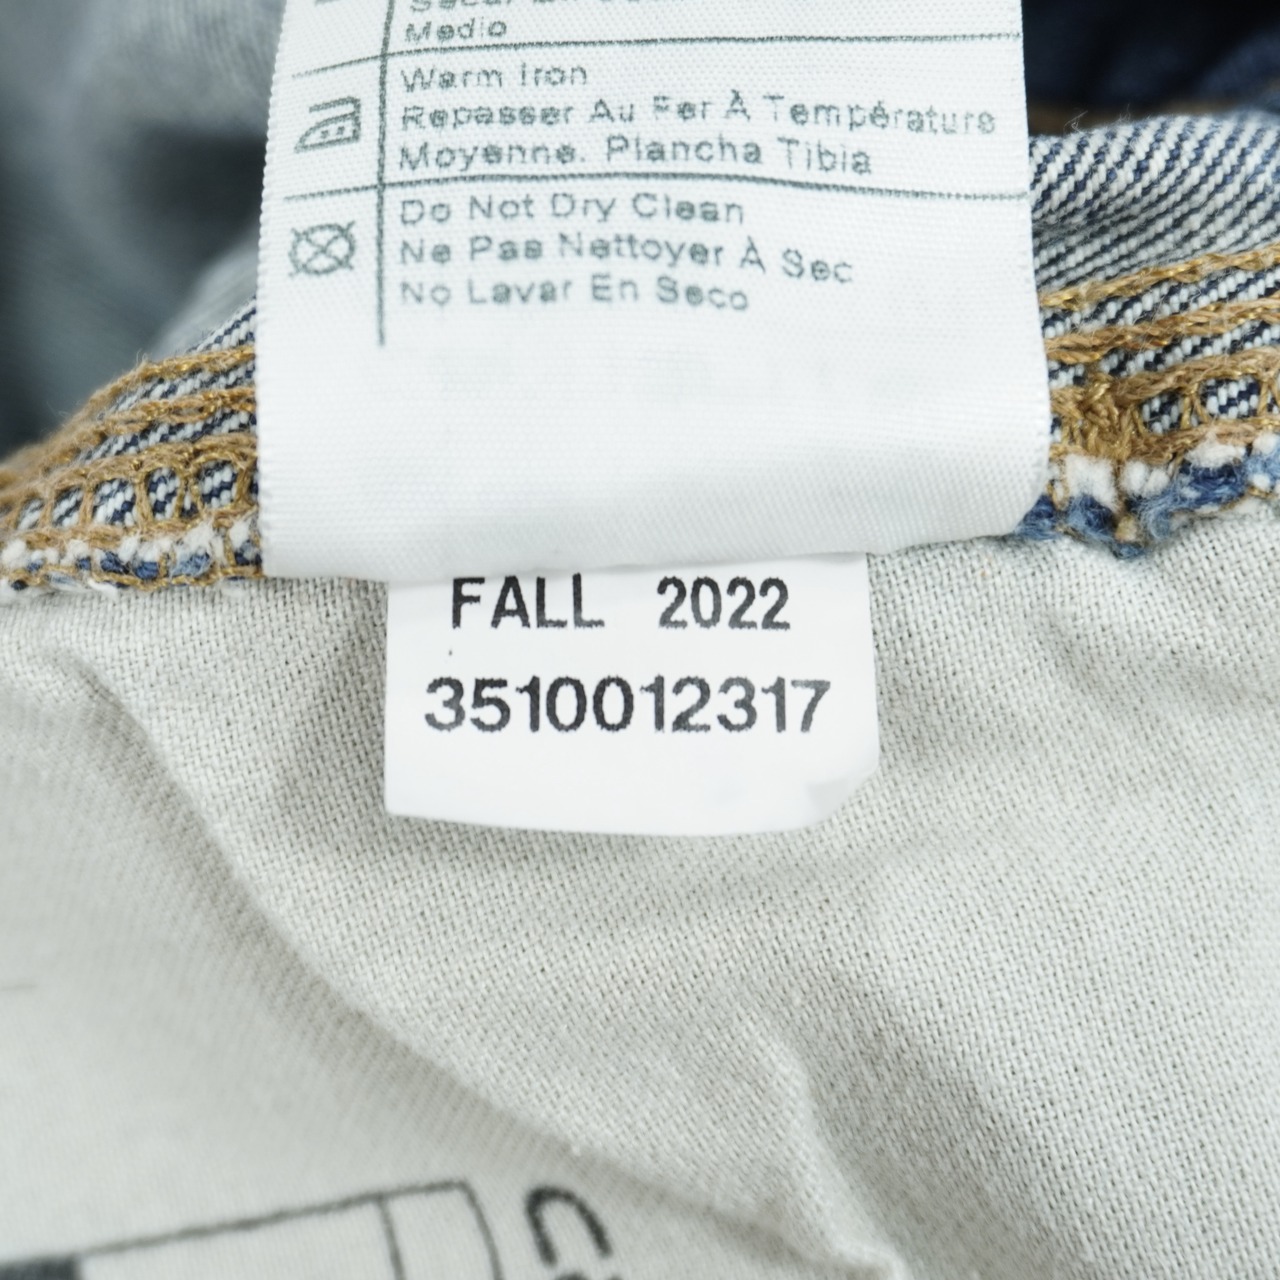 Medio
Warm Iron
Repasser Au Fer À Température
Moyenne. Plancha Tibia
Do Not Dry Clean
Ne Pas Nettoyer À Sec
No Lavar En Seco
FALL 2022
3510012317